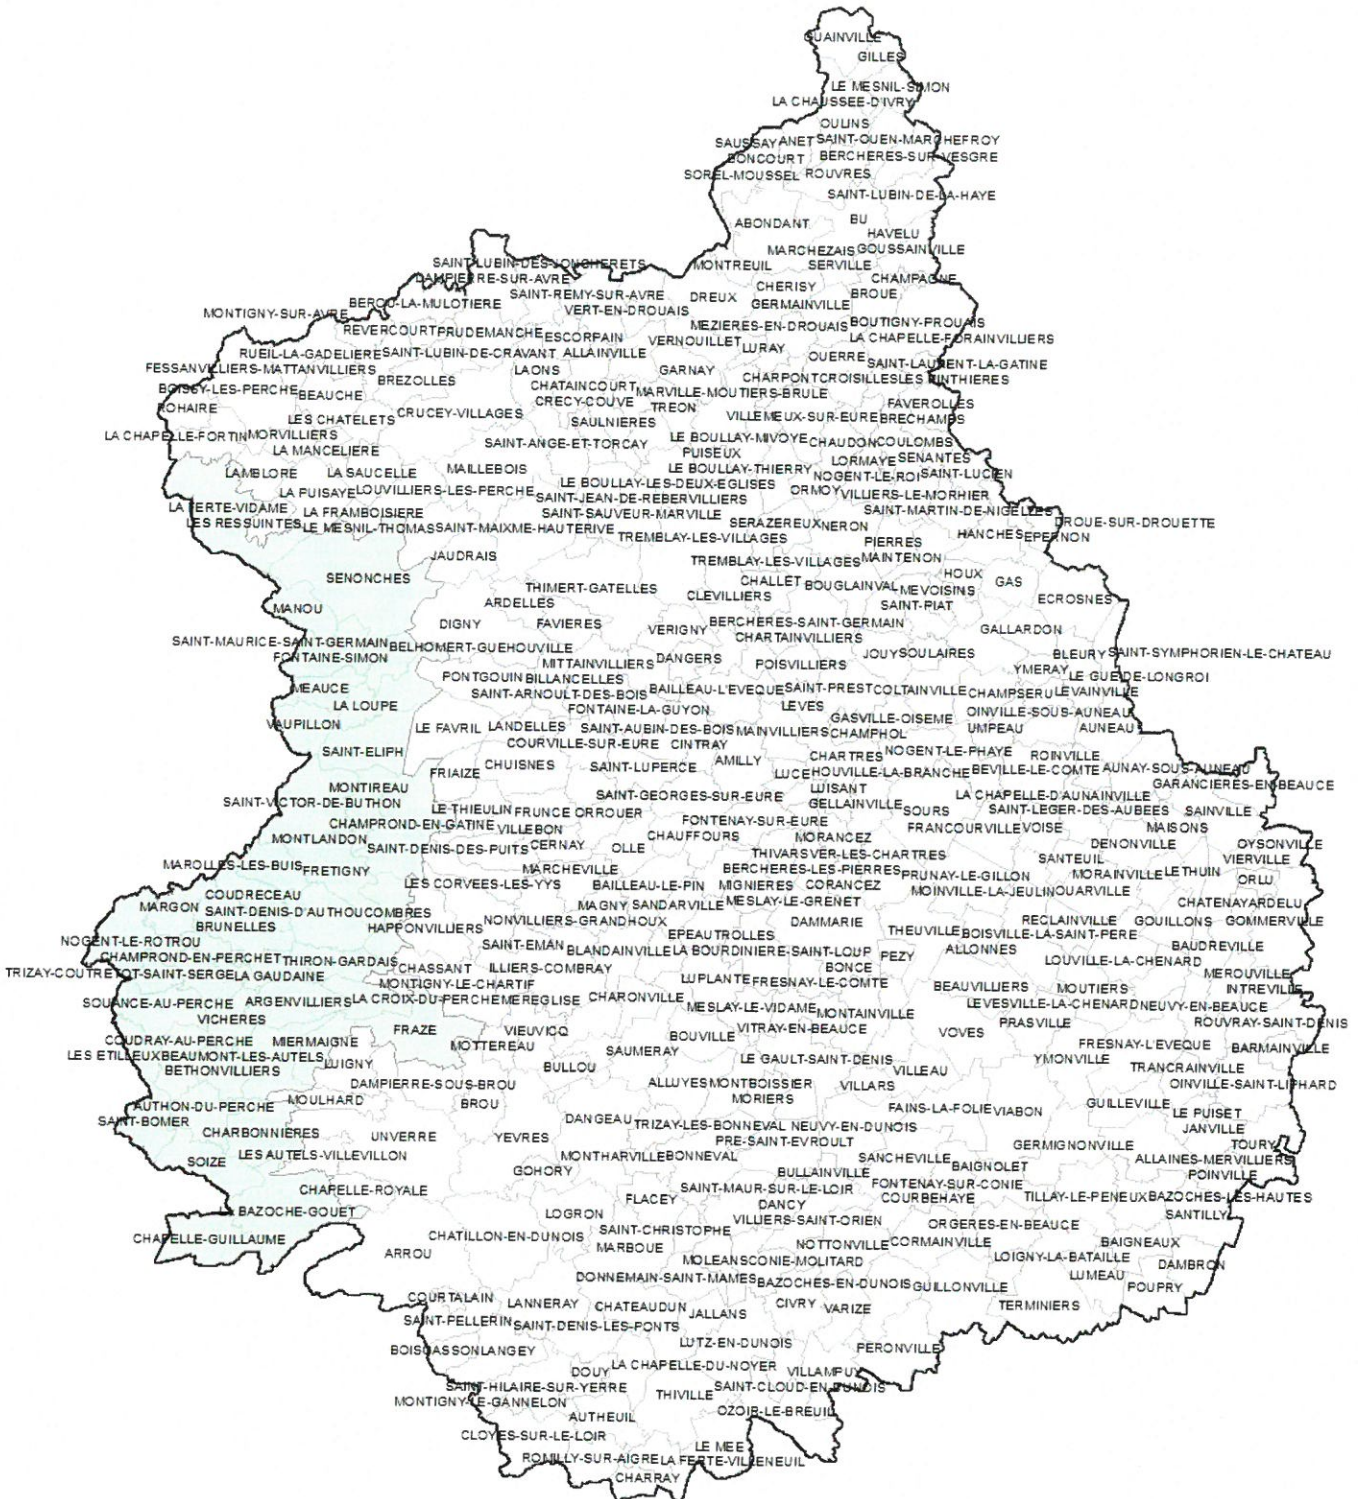 GUAINVILLE
GILLES
LE MESNIL-SIMON
LA CHAUSSEE-D'IVRY
OULINS
SAUSSAY ANET SAINT-OUEN-MARCHEFROY
BONCOURT BERCHERES-SUR-VESGRE
SOREL-MOUSSEL ROUVRES
SAINT-LUBIN-DE-LA-HAYE
ABONDANT BU
HAVELU
MARCHEZAIS GOUSSAINVILLE
SAINT-LUBIN-DES-JONCHERETS MONTREUIL SERVILLE
DAMPIERRE-SUR-AVRE CHAMPAGNE
CHERISY
SAINT-REMY-SUR-AVRE DREUX BROUE
BEROU-LA-MULOTIERE GERMAINVILLE
MONTIGNY-SUR-AVRE VERT-EN-DROUAIS
MEZIERES-EN-DROUAIS BOUTIGNY-PROUAIS
REVERCOURT PRUDEMANCHE ESCORPAIN VERNOUILLET LA CHAPELLE-FORAINVILLIERS
LURAY
RUEIL-LA-GADELIERE SAINT-LUBIN-DE-CRAVANT ALLAINVILLE OUERRE
FESSANVILLIERS-MATTANVILLIERS LAONS GARNAY SAINT-LAURENT-LA-GATINE
BREZOLLES CHARPONT CROISILLES LES PINTHIERES
BOISSY-LES-PERCHE BEAUCHE CHATAINCOURT MARVILLE-MOUTIERS-BRULE
CRECY-COUVE FAVEROLLES
ROHAIRE CRUCEY-VILLAGES TREON
LES CHATELETS SAULNIERES VILLEMEUX-SUR-EURE BRECHAMPS
LA CHAPELLE-FORTIN MORVILLIERS LE BOULLAY-MIVOYE CHAUDON COULOMBS
LA MANCELIERE SAINT-ANGE-ET-TORCAY PUISEUX
LORMAYE SENANTES
LAMBLORE LA SAUCELLE MAILLEBOIS LE BOULLAY-THIERRY NOGENT-LE-ROI SAINT-LUCIEN
LE BOULLAY-LES-DEUX-EGLISES
LA PUISAYE LOUVILLIERS-LES-PERCHE SAINT-JEAN-DE-REBERVILLIERS ORMOY VILLIERS-LE-MORHIER
LA FERTE-VIDAME LA FRAMBOISIERE SAINT-SAUVEUR-MARVILLE SAINT-MARTIN-DE-NIGELLES
LES RESSUINTES LE MESNIL-THOMAS SAINT-MAIXME-HAUTERIVE SERAZEREUX NERON DROUE-SUR-DROUETTE
TREMBLAY-LES-VILLAGES PIERRES HANCHES EPERNON
JAUDRAIS TREMBLAY-LES-VILLAGES MAINTENON
SENONCHES CHALLET BOUGLAINVAL HOUX GAS
THIMERT-GATELLES CLEVILLIERS MEVOISINS
MANOU ARDELLES SAINT-PIAT ECROSNES
DIGNY FAVIERES VERIGNY BERCHERES-SAINT-GERMAIN GALLARDON
SAINT-MAURICE-SAINT-GERMAIN BELHOMERT-GUEHOUVILLE CHARTAINVILLIERS
FONTAINE-SIMON MITTAINVILLIERS DANGERS POISVILLIERS JOUY SOULAIRES BLEURY SAINT-SYMPHORIEN-LE-CHATEAU
PONTGOUIN BILLANCELLES YMERAY LE GUE-DE-LONGROI
MEAUCE SAINT-ARNOULT-DES-BOIS BAILLEAU-L'EVEQUE SAINT-PREST COLTAINVILLE CHAMPSERU LEVAINVILLE
LA LOUPE FONTAINE-LA-GUYON LEVES GASVILLE-OISEME OINVILLE-SOUS-AUNEAU
VAUPILLON LE FAVRIL LANDELLES SAINT-AUBIN-DES-BOIS MAINVILLIERS CHAMPHOL UMPEAU AUNEAU
SAINT-ELIPH COURVILLE-SUR-EURE CINTRAY CHARTRES NOGENT-LE-PHAYE ROINVILLE
FRIAIZE CHUISNES SAINT-LUPERCE AMILLY LUCE HOUVILLE-LA-BRANCHE BEVILLE-LE-COMTE AUNAY-SOUS-AUNEAU
MONTIREAU SAINT-GEORGES-SUR-EURE LUISANT LA CHAPELLE-D'AUNAINVILLE GARANCIERES-EN-BEAUCE
SAINT-VICTOR-DE-BUTHON LE THIEULIN FRUNCE ORROUER GELLAINVILLE SOURS SAINT-LEGER-DES-AUBEES SAINVILLE
CHAMPROND-EN-GATINE VILLEBON FONTENAY-SUR-EURE FRANCOURVILLE VOISE MAISONS
MONTLANDON SAINT-DENIS-DES-PUITS CERNAY OLLE CHAUFFOURS MORANCEZ DENONVILLE OYSONVILLE
MAROLLES-LES-BUIS FRETIGNY MARCHEVILLE THIVARS VER-LES-CHARTRES SANTEUIL VIERVILLE
BERCHERES-LES-PIERRES PRUNAY-LE-GILLON MORAINVILLE LETHUIN ORLU
LES CORVEES-LES-YYS BAILLEAU-LE-PIN MIGNIERES CORANCEZ MOINVILLE-LA-JEULIN OUARVILLE
COUDRECEAU MAGNY SANDARVILLE MESLAY-LE-GRENET CHATENAY ARDELU
MARGON SAINT-DENIS-D'AUTHOU COMBRES NONVILLIERS-GRANDHOUX DAMMARIE RECLAINVILLE GOUILLONS GOMMERVILLE
BRUNELLES HAPPONVILLIERS EPEAUTROLLES THEUVILLE BOISVILLE-LA-SAINT-PERE
NOGENT-LE-ROTROU SAINT-EMAN BLANDAINVILLE LA BOURDINIERE-SAINT-LOUP PEZY ALLONNES BAUDREVILLE
CHAMPROND-EN-PERCHET THIRON-GARDAIS LOUVILLE-LA-CHENARD
TRIZAY-COUTRETOT-SAINT-SERGE LA GAUDAINE CHASSANT ILLIERS-COMBRAY BONCE MEROUVILLE
MONTIGNY-LE-CHARTIF LUPLANTE FRESNAY-LE-COMTE BEAUVILLIERS MOUTIERS INTREVILLE
SOUANCE-AU-PERCHE ARGENVILLIERS LA CROIX-DU-PERCHE MEREGLISE CHARONVILLE MESLAY-LE-VIDAME MONTAINVILLE LEVESVILLE-LA-CHENARD NEUVY-EN-BEAUCE
VICHERES PRASVILLE ROUVRAY-SAINT-DENIS
FRAZE VIEUVICQ BOUVILLE VITRAY-EN-BEAUCE VOVES
COUDRAY-AU-PERCHE MIERMAIGNE MOTTEREAU SAUMERAY FRESNAY-L'EVEQUE BARMAINVILLE
LES ETILLEUX BEAUMONT-LES-AUTELS LUIGNY BULLOU LE GAULT-SAINT-DENIS VILLEAU YMONVILLE TRANCRAINVILLE
BETHONVILLIERS DAMPIERRE-SOUS-BROU ALLUYES MONTBOISSIER VILLARS OINVILLE-SAINT-LIPHARD
AUTHON-DU-PERCHE MOULHARD BROU MORIERS FAINS-LA-FOLIE VIABON GUILLEVILLE LE PUISET
SAINT-BOMER DANGEAU TRIZAY-LES-BONNEVAL NEUVY-EN-DUNOIS JANVILLE
CHARBONNIERES UNVERRE YEVRES PRE-SAINT-EVROULT GERMIGNONVILLE TOURY
SOIZE LES AUTELS-VILLEVILLON MONTHARVILLE BONNEVAL SANCHEVILLE BAIGNOLET ALLAINES-MERVILLIERS
GOHORY BULLAINVILLE POINVILLE
CHAPELLE-ROYALE FLACEY SAINT-MAUR-SUR-LE-LOIR FONTENAY-SUR-CONIE
DANCY COURBEHAYE TILLAY-LE-PENEUX BAZOCHES-LES-HAUTES
BAZOCHE-GOUET LOGRON VILLIERS-SAINT-ORIEN ORGERES-EN-BEAUCE SANTILLY
CHAPELLE-GUILLAUME CHATILLON-EN-DUNOIS SAINT-CHRISTOPHE NOTTONVILLE CORMAINVILLE BAIGNEAUX
ARROU MARBOUE MOLEANS CONIE-MOLITARD LOIGNY-LA-BATAILLE DAMBRON
DONNEMAIN-SAINT-MAMES BAZOCHES-EN-DUNOIS GUILLONVILLE LUMEAU POUPRY
COURTALAIN LANNERAY CHATEAUDUN JALLANS CIVRY VARIZE TERMINIERS
SAINT-PELLERIN SAINT-DENIS-LES-PONTS
BOISGASSON LANGEY LUTZ-EN-DUNOIS PERONVILLE
DOUY LA CHAPELLE-DU-NOYER VILLAMPUY
SAINT-HILAIRE-SUR-YERRE THIVILLE SAINT-CLOUD-EN-DUNOIS
MONTIGNY-LE-GANNELON AUTHEUIL OZOIR-LE-BREUIL
CLOYES-SUR-LE-LOIR LE MEE
ROMILLY-SUR-AIGRE LA FERTE-VILLENEUIL
CHARRAY